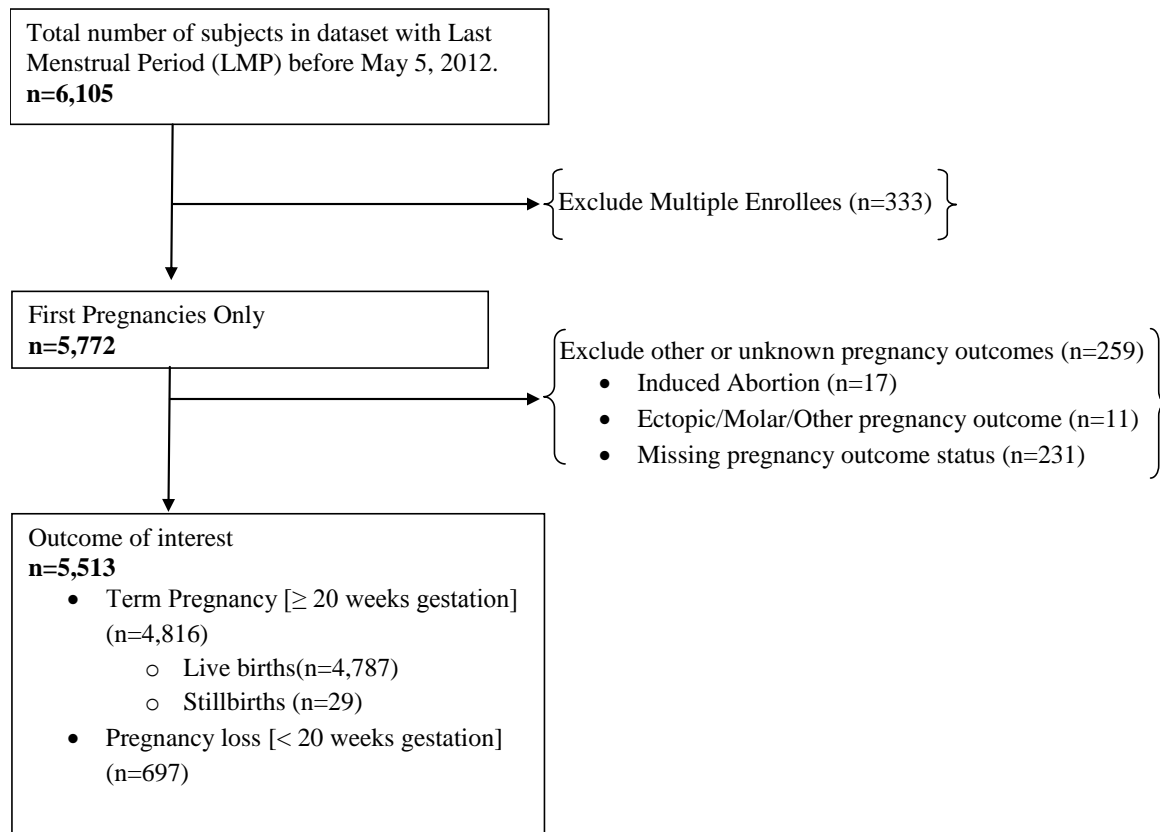 Total number of subjects in dataset with Last
Menstrual Period (LMP) before May 5, 2012.
n=6,105
Exclude Multiple Enrollees (n=333)
First Pregnancies Only
n=5,772
Exclude other or unknown pregnancy outcomes (n=259)
• Induced Abortion (n=17)
• Ectopic/Molar/Other pregnancy outcome (n=11)
• Missing pregnancy outcome status (n=231)
Outcome of interest
n=5,513
• Term Pregnancy [≥ 20 weeks gestation]
(n=4,816)
o Live births(n=4,787)
o Stillbirths (n=29)
• Pregnancy loss [< 20 weeks gestation]
(n=697)